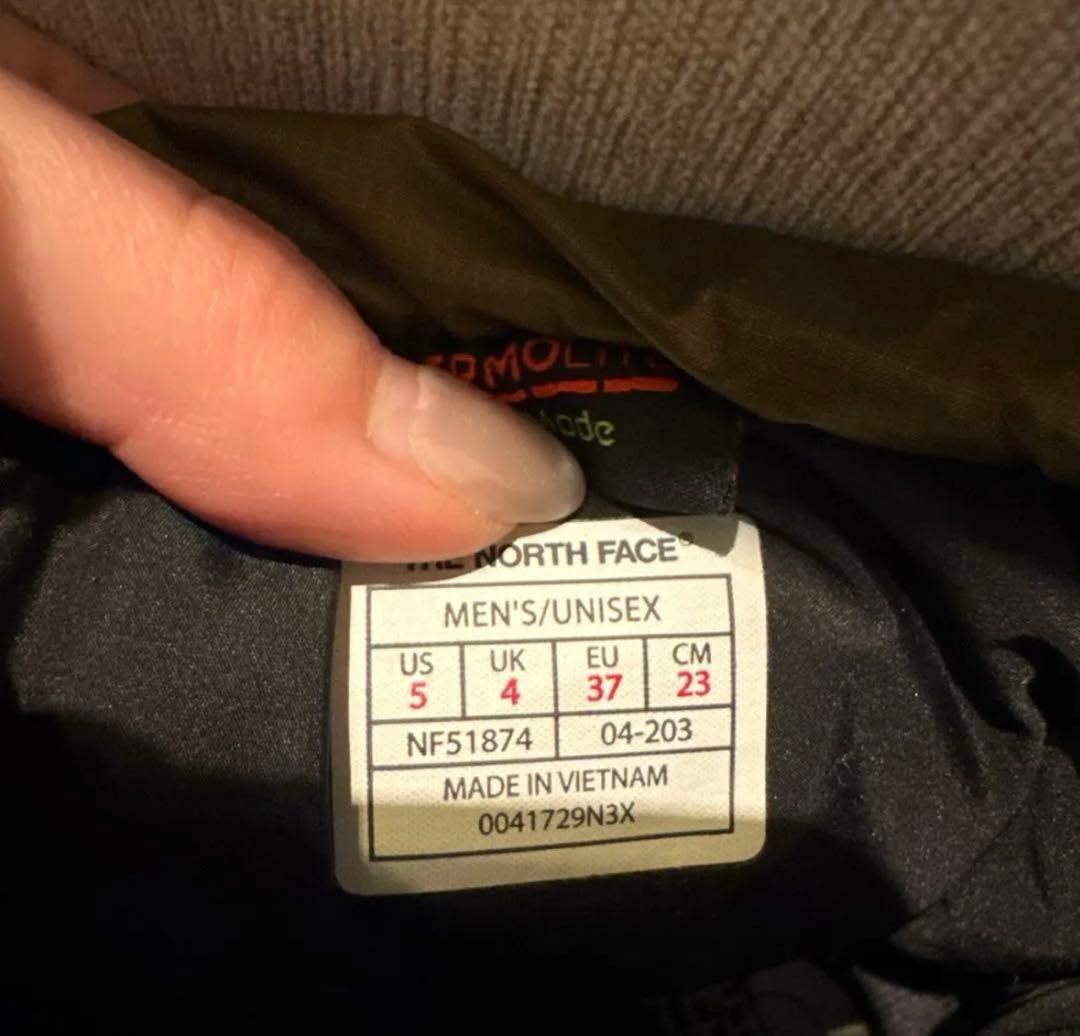 NORTH FACE®
MEN'S/UNISEX
US UK EU CM
5 4 37 23
NF51874 04-203
MADE IN VIETNAM
0041729N3X